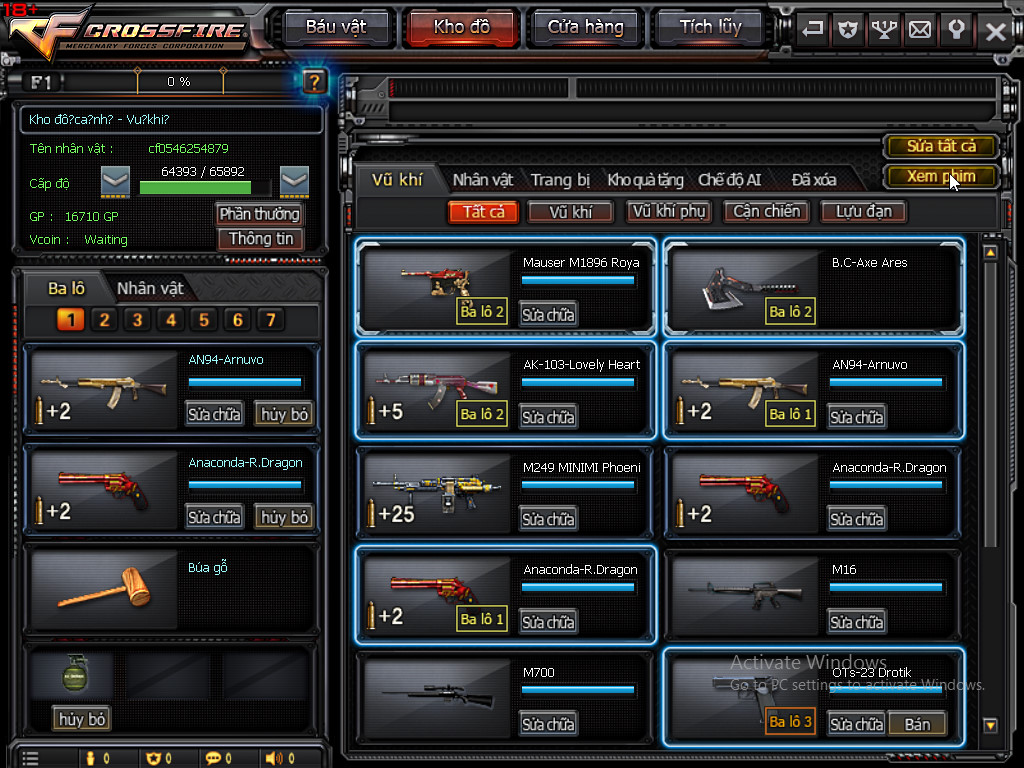 18+
CROSSFIRE
MERCENARY FORCES CORPORATION
Báu vật
Kho đồ
Cửa hàng
Tích lũy
F1
0 %
?
Kho đồ?ca?nh? - Vu?khi?
Tên nhân vật : cf0546254879
Cấp độ
64393 / 65892
GP : 16710 GP
Phần thưởng
Vcoin : Waiting
Thông tin
Ba lô
Nhân vật
1 2 3 4 5 6 7
AN94-Arnuvo
+2
Sửa chữa
hủy bỏ
Anaconda-R.Dragon
+2
Sửa chữa
hủy bỏ
Búa gỗ
hủy bỏ
0 0 0 0
Sửa tất cả
Xem phim
Vũ khí
Nhân vật
Trang bị
Kho quà tặng
Chế độ AI
Đã xóa
Tất cả
Vũ khí
Vũ khí phụ
Cận chiến
Lựu đạn
Mauser M1896 Roya
Ba lô 2
Sửa chữa
B.C-Axe Ares
Ba lô 2
AK-103-Lovely Heart
+5
Ba lô 2
Sửa chữa
AN94-Arnuvo
+2
Ba lô 1
Sửa chữa
M249 MINIMI Phoeni
+25
Sửa chữa
Anaconda-R.Dragon
+2
Sửa chữa
Anaconda-R.Dragon
+2
Ba lô 1
Sửa chữa
M16
Sửa chữa
M700
Sửa chữa
OTs-23 Drotik
Ba lô 3
Sửa chữa
Bán
Activate Windows
Go to PC settings to activate Windows.